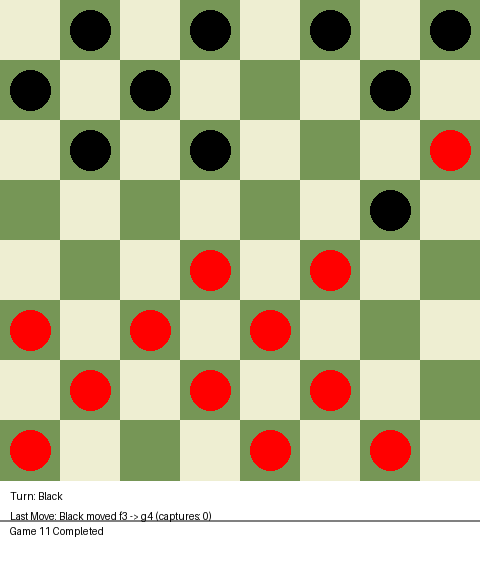 Turn: Black
Last Move: Black moved f3 -> g4 (captures: 0)
Game 11 Completed